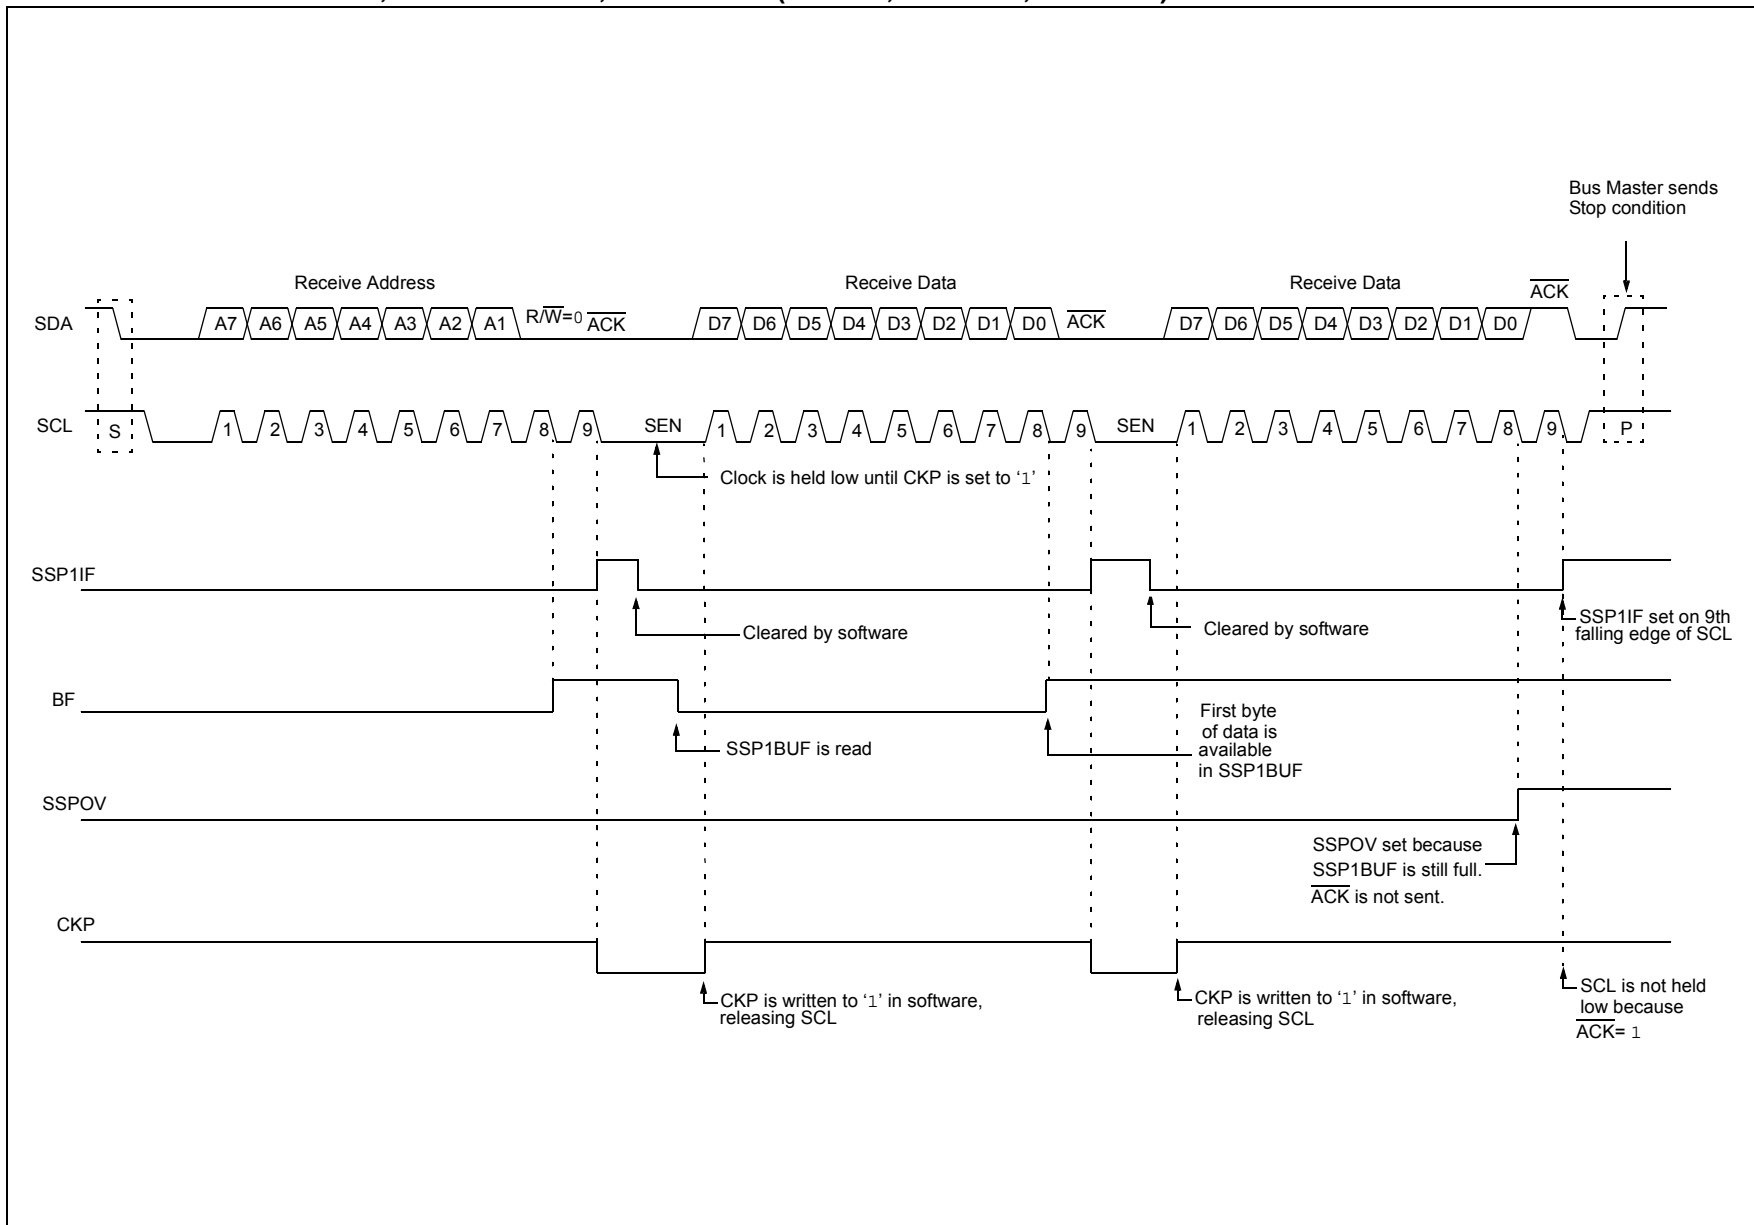 Bus Master sends
Stop condition
Receive Address
Receive Data
Receive Data
ACK
SDA
A7 A6 A5 A4 A3 A2 A1 R/W=0 ACK
D7 D6 D5 D4 D3 D2 D1 D0 ACK
D7 D6 D5 D4 D3 D2 D1 D0
SCL
S 1 2 3 4 5 6 7 8 9 SEN 1 2 3 4 5 6 7 8 9 SEN 1 2 3 4 5 6 7 8 9 P
Clock is held low until CKP is set to ‘1’
SSP1IF
Cleared by software
Cleared by software
SSP1IF set on 9th
falling edge of SCL
BF
SSP1BUF is read
First byte
of data is
available
in SSP1BUF
SSPOV
SSPOV set because
SSP1BUF is still full.
ACK is not sent.
CKP
CKP is written to ‘1’ in software,
releasing SCL
CKP is written to ‘1’ in software,
releasing SCL
SCL is not held
low because
ACK= 1